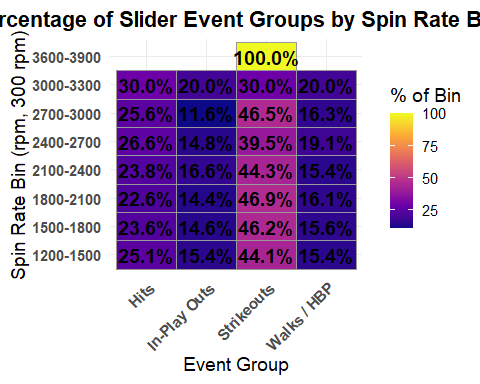 rcentage of Slider Event Groups by Spin Rate B
3600-3900 100.0%
3000-3300 30.0% 20.0% 30.0% 20.0%
2700-3000 25.6% 11.6% 46.5% 16.3%
2400-2700 26.6% 14.8% 39.5% 19.1%
2100-2400 23.8% 16.6% 44.3% 15.4%
1800-2100 22.6% 14.4% 46.9% 16.1%
1500-1800 23.6% 14.6% 46.2% 15.6%
1200-1500 25.1% 15.4% 44.1% 15.4%
Spin Rate Bin (rpm, 300 rpm)
Hits
In-Play Outs
Strikeouts
Walks / HBP
Event Group
% of Bin
100
75
50
25